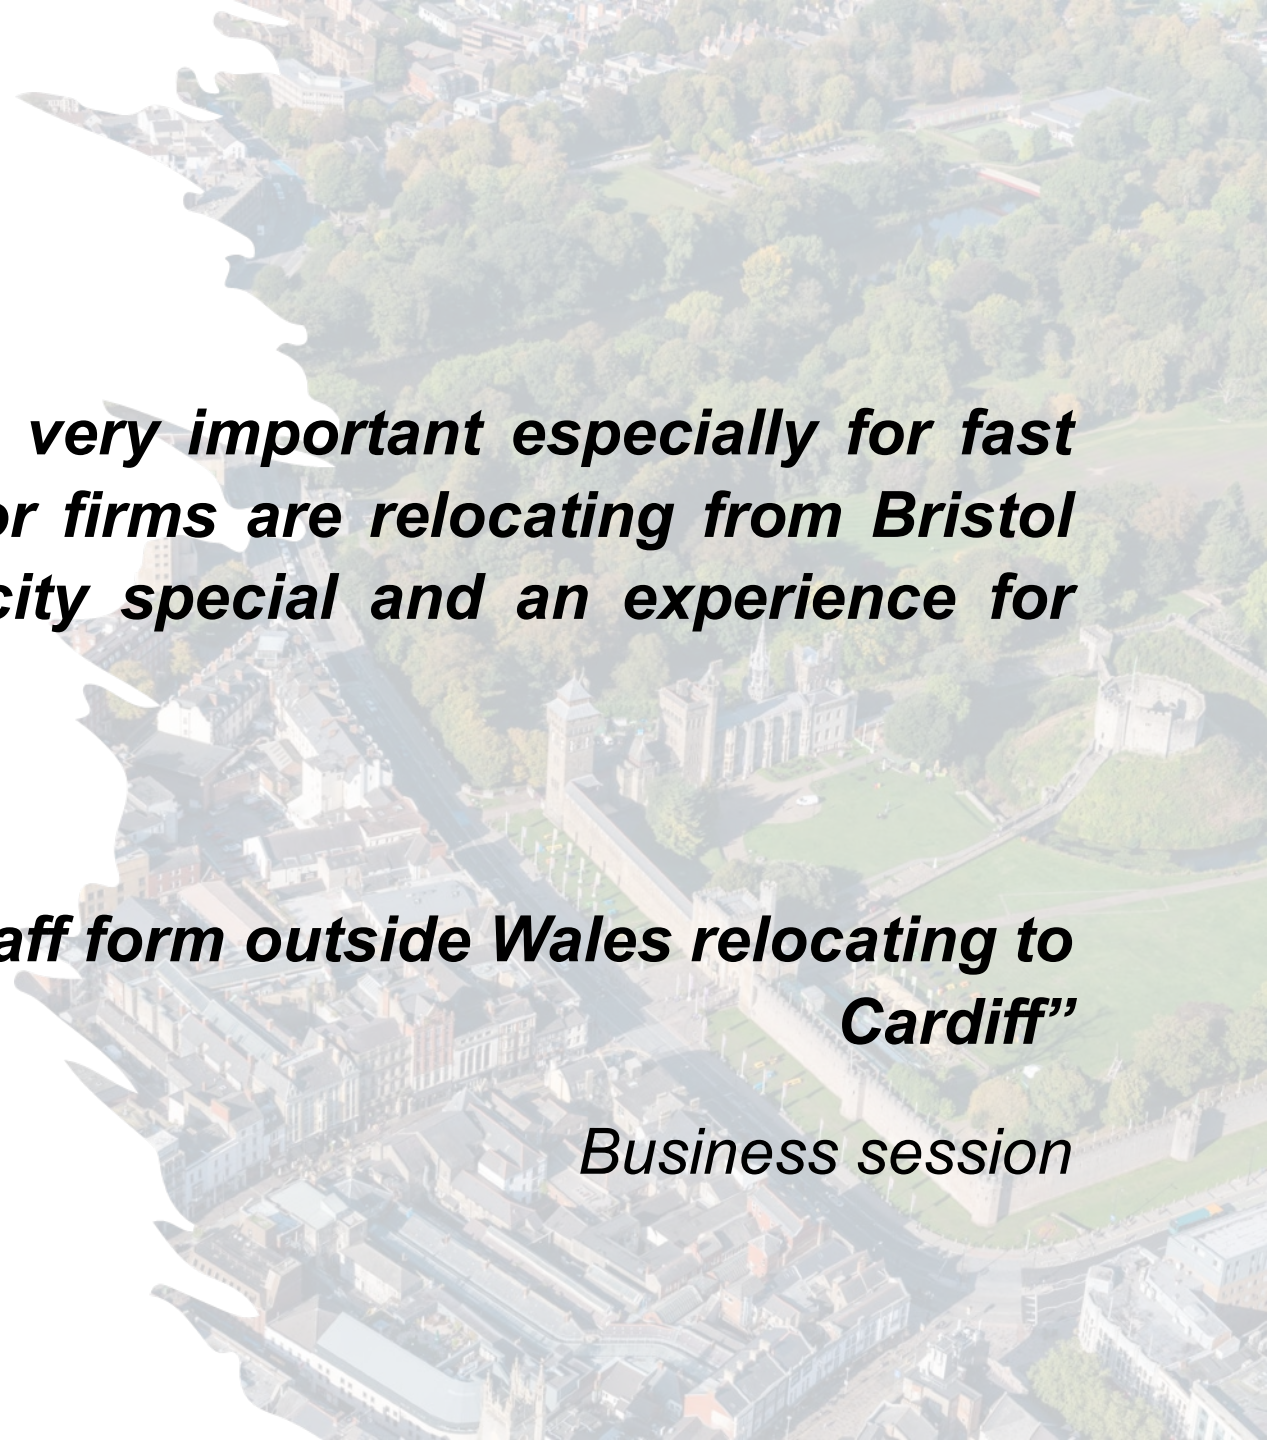 very important especially for fast
or firms are relocating from Bristol
city special and an experience for
aff form outside Wales relocating to
Cardiff”
Business session